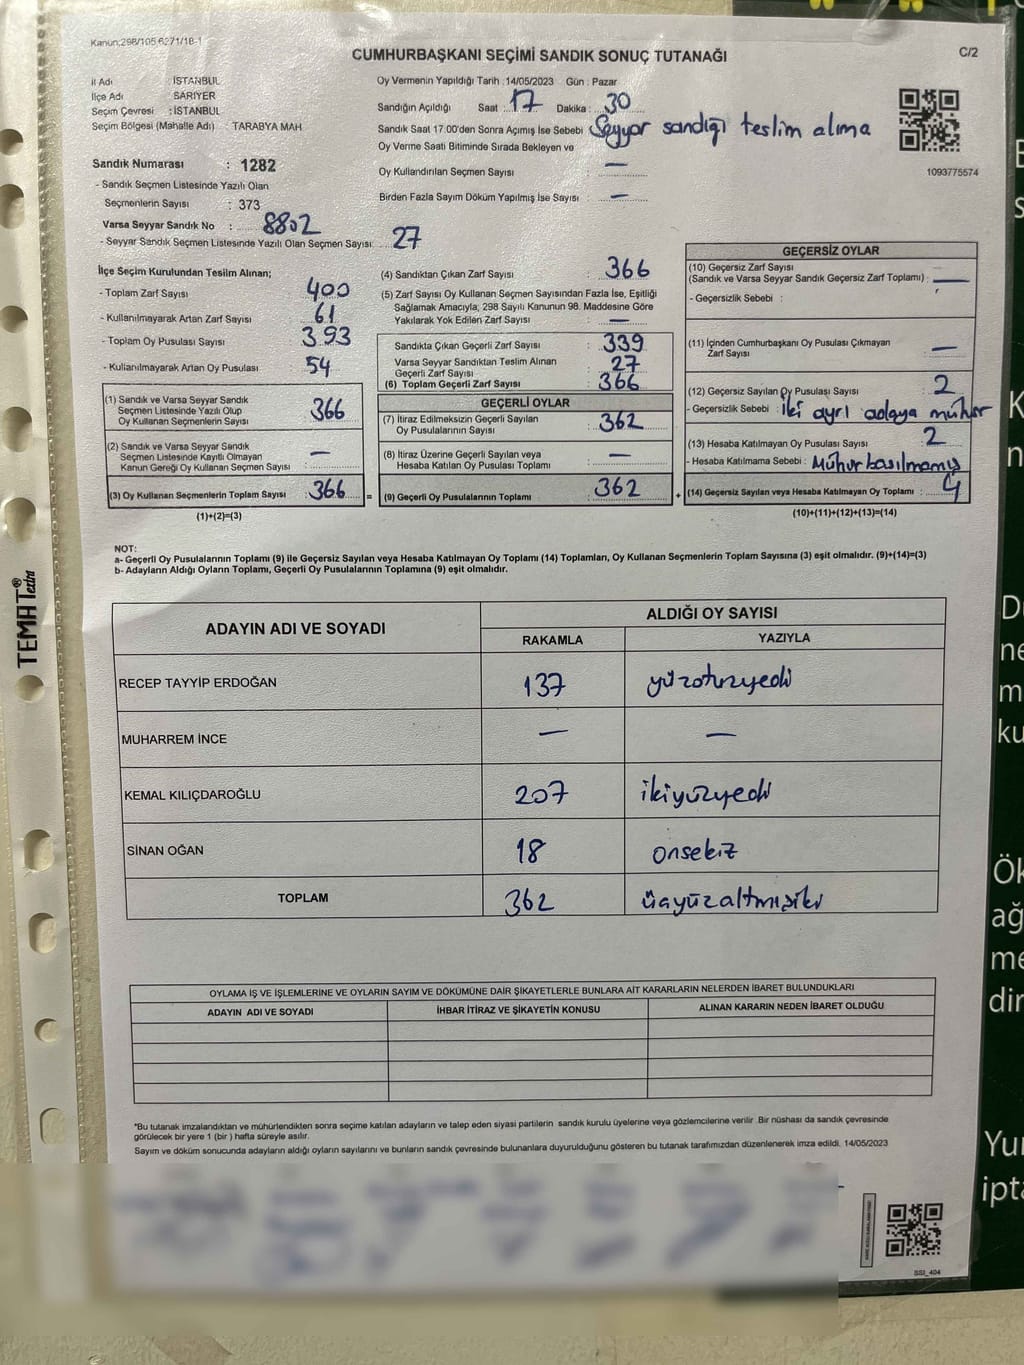 Kanun:298/105 6271/18-1
CUMHURBAŞKANI SEÇİMİ SANDIK SONUÇ TUTANAĞI
C/2
İl Adı : İSTANBUL
İlçe Adı : SARIYER
Seçim Çevresi : İSTANBUL
Seçim Bölgesi (Mahalle Adı) : TARABYA MAH
Oy Vermenin Yapıldığı Tarih : 14/05/2023 Gün : Pazar
Sandığın Açıldığı Saat : 17 Dakika : 30
Sandık Saat 17.00'den Sonra Açımış İse Sebebi : Seyyar sandığı teslim alıma
Oy Verme Saati Bitiminde Sırada Bekleyen ve
Oy Kullandırılan Seçmen Sayısı : —
Birden Fazla Sayım Döküm Yapılmış İse Sayısı : —
1093775574
Sandık Numarası : 1282
- Sandık Seçmen Listesinde Yazılı Olan
Seçmenlerin Sayısı : 373
Varsa Seyyar Sandık No : 8802
- Seyyar Sandık Seçmen Listesinde Yazılı Olan Seçmen Sayısı: 27
İlçe Seçim Kurulundan Teslim Alınan;
- Toplam Zarf Sayısı : 400
- Kullanılmayarak Artan Zarf Sayısı : 61
- Toplam Oy Pusulası Sayısı : 393
- Kullanılmayarak Artan Oy Pusulası : 54
(1) Sandık ve Varsa Seyyar Sandık
Seçmen Listesinde Yazılı Olup
Oy Kullanan Seçmenlerin Sayısı : 366
(2) Sandık ve Varsa Seyyar Sandık
Seçmen Listesinde Kayıtlı Olmayan
Kanun Gereği Oy Kullanan Seçmen Sayısı : —
(3) Oy Kullanan Seçmenlerin Toplam Sayısı : 366 =
(1)+(2)=(3)
(4) Sandıktan Çıkan Zarf Sayısı : 366
(5) Zarf Sayısı Oy Kullanan Seçmen Sayısından Fazla İse, Eşitliği
Sağlamak Amacıyla, 298 Sayılı Kanunun 98. Maddesine Göre
Yakılarak Yok Edilen Zarf Sayısı : —
Sandıkta Çıkan Geçerli Zarf Sayısı : 339
Varsa Seyyar Sandıktan Teslim Alınan
Geçerli Zarf Sayısı : 27
(6) Toplam Geçerli Zarf Sayısı : 366
GEÇERLİ OYLAR
(7) İtiraz Edilmeksizin Geçerli Sayılan
Oy Pusulalarının Sayısı : 362
(8) İtiraz Üzerine Geçerli Sayılan veya
Hesaba Katılan Oy Pusulası Toplamı : —
(9) Geçerli Oy Pusulalarının Toplamı : 362 +
GEÇERSİZ OYLAR
(10) Geçersiz Zarf Sayısı
(Sandık ve Varsa Seyyar Sandık Geçersiz Zarf Toplamı) : —
- Geçersizlik Sebebi :
(11) İçinden Cumhurbaşkanı Oy Pusulası Çıkmayan
Zarf Sayısı : —
(12) Geçersiz Sayılan Oy Pusulası Sayısı : 2
- Geçersizlik Sebebi : İki ayrı adaya mühür
(13) Hesaba Katılmayan Oy Pusulası Sayısı : 2
- Hesaba Katılmama Sebebi : Mühür basılmamış
(14) Geçersiz Sayılan veya Hesaba Katılmayan Oy Toplamı : 4
(10)+(11)+(12)+(13)=(14)
NOT:
a- Geçerli Oy Pusulalarının Toplamı (9) ile Geçersiz Sayılan veya Hesaba Katılmayan Oy Toplamı (14) Toplamları, Oy Kullanan Seçmenlerin Toplam Sayısına (3) eşit olmalıdır. (9)+(14)=(3)
b- Adayların Aldığı Oyların Toplamı, Geçerli Oy Pusulalarının Toplamına (9) eşit olmalıdır.
ADAYIN ADI VE SOYADI
ALDIĞI OY SAYISI
RAKAMLA YAZIYLA
RECEP TAYYİP ERDOĞAN 137 yüzotuzyedi
MUHARREM İNCE — —
KEMAL KILIÇDAROĞLU 207 ikiyüzyedi
SİNAN OĞAN 18 onsekiz
TOPLAM 362 üçyüzaltmışiki
OYLAMA İŞ VE İŞLEMLERİNE VE OYLARIN SAYIM VE DÖKÜMÜNE DAİR ŞİKAYETLERLE BUNLARA AİT KARARLARIN NELERDEN İBARET BULUNDUKLARI
ADAYIN ADI VE SOYADI İHBAR İTİRAZ VE ŞİKAYETİN KONUSU ALINAN KARARIN NEDEN İBARET OLDUĞU
*Bu tutanak imzalandıktan ve mühürlendikten sonra seçime katılan adayların ve talep eden siyasi partilerin sandık kurulu üyelerine veya gözlemcilerine verilir. Bir nüshası da sandık çevresinde
görülecek bir yere 1 (bir) hafta süreyle asılır.
Sayım ve döküm sonucunda adayların aldığı oyların sayılarını ve bunların sandık çevresinde bulunanlara duyurulduğunu gösteren bu tutanak tarafımızdan düzenlenerek imza edildi. 14/05/2023
SSI_404
TEMAT® extra
ku
Ök
ağ
me
dir
Yu
ipta